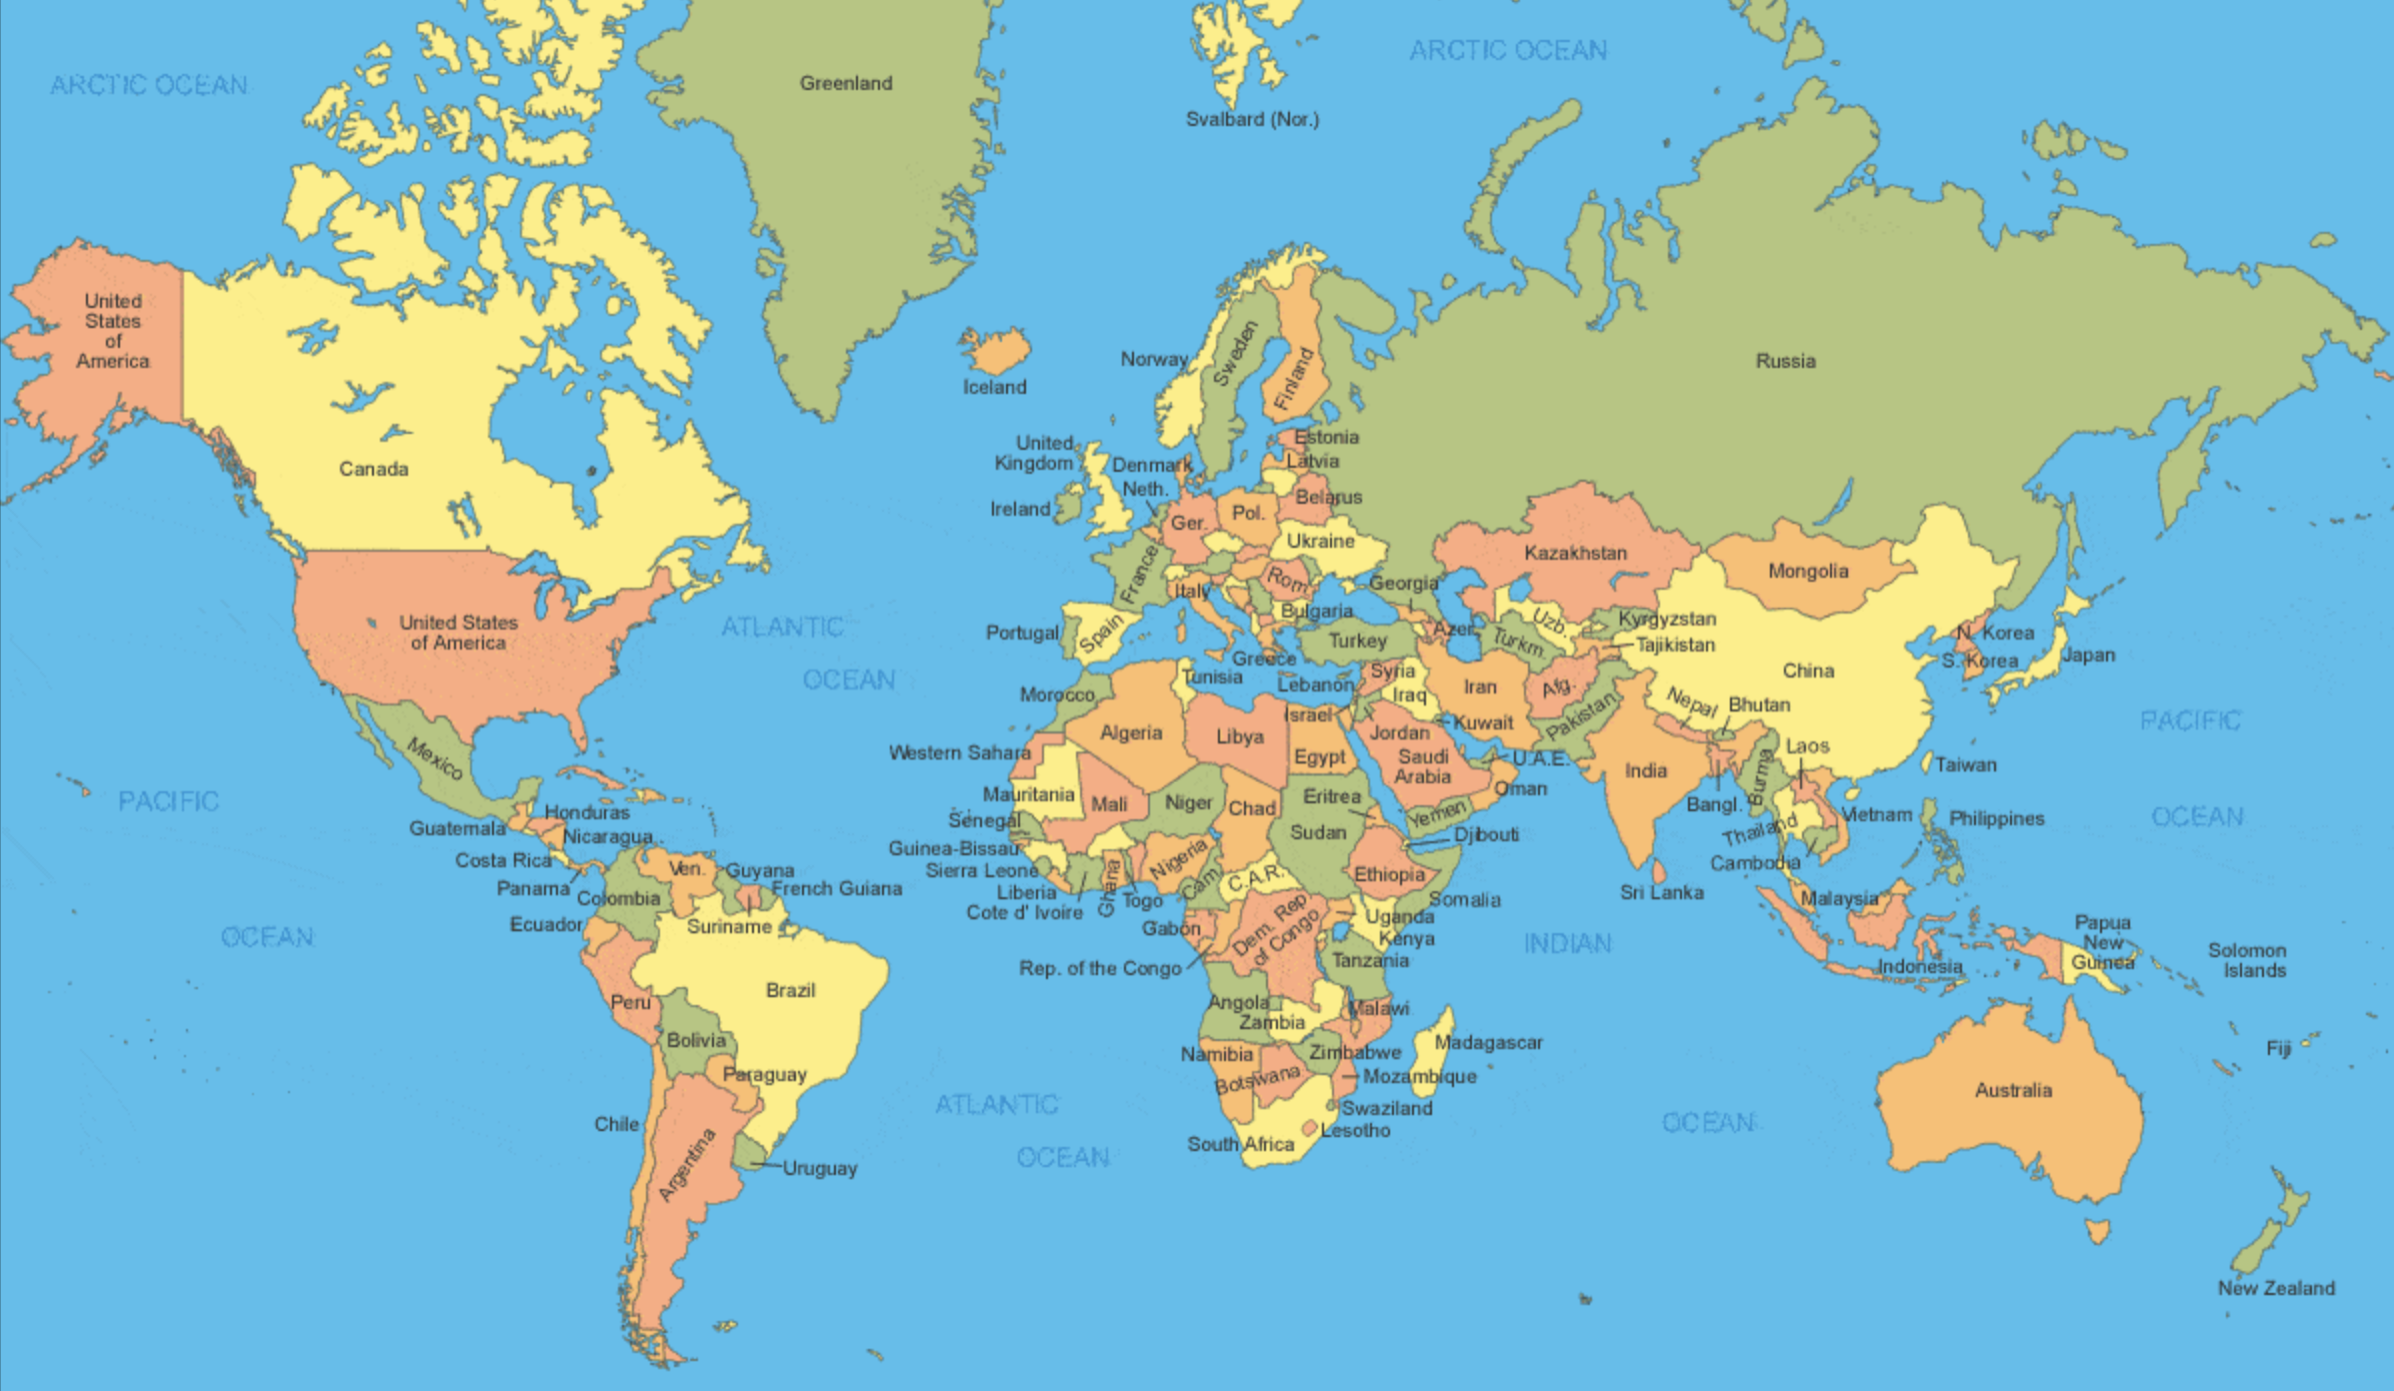 ARCTIC OCEAN
Greenland
Svalbard (Nor.)
ARCTIC OCEAN
United
States
of
America
Canada
Iceland
Norway
Sweden
Finland
Russia
United
Kingdom
Ireland
Denmark
Neth.
Estonia
Latvia
Belarus
Ger.
Pol.
Ukraine
France
Italy
Rom.
Bulgaria
Georgia
Kazakhstan
Mongolia
United States
of America
ATLANTIC
OCEAN
Portugal
Spain
Greece
Turkey
Azer.
Uzb.
Turkm.
Kyrgyzstan
Tajikistan
China
N. Korea
S. Korea
Japan
Mexico
Morocco
Tunisia
Lebanon
Syria
Iraq
Iran
Afg.
Pakistan
Nepal
Bhutan
Israel
Kuwait
Jordan
Saudi
Arabia
U.A.E.
Oman
Yemen
Western Sahara
Algeria
Libya
Egypt
India
Bangl.
Burma
Laos
Taiwan
PACIFIC
OCEAN
PACIFIC
OCEAN
Honduras
Guatemala
Nicaragua
Costa Rica
Panama
Ven.
Guyana
French Guiana
Colombia
Suriname
Ecuador
Mauritania
Mali
Niger
Chad
Eritrea
Sudan
Djibouti
Senegal
Guinea-Bissau
Sierra Leone
Liberia
Cote d' Ivoire
Ghana
Togo
Nigeria
Cam.
C.A.R.
Ethiopia
Somalia
Gabon
Rep. of the Congo
Dem. Rep.
of Congo
Uganda
Kenya
Tanzania
Thailand
Vietnam
Cambodia
Philippines
Sri Lanka
Malaysia
Indonesia
Papua
New
Guinea
Solomon
Islands
INDIAN
OCEAN
Peru
Brazil
Bolivia
Paraguay
Chile
Argentina
Uruguay
ATLANTIC
OCEAN
Angola
Zambia
Malawi
Namibia
Botswana
Zimbabwe
Mozambique
Madagascar
Swaziland
Lesotho
South Africa
Australia
Fiji
New Zealand